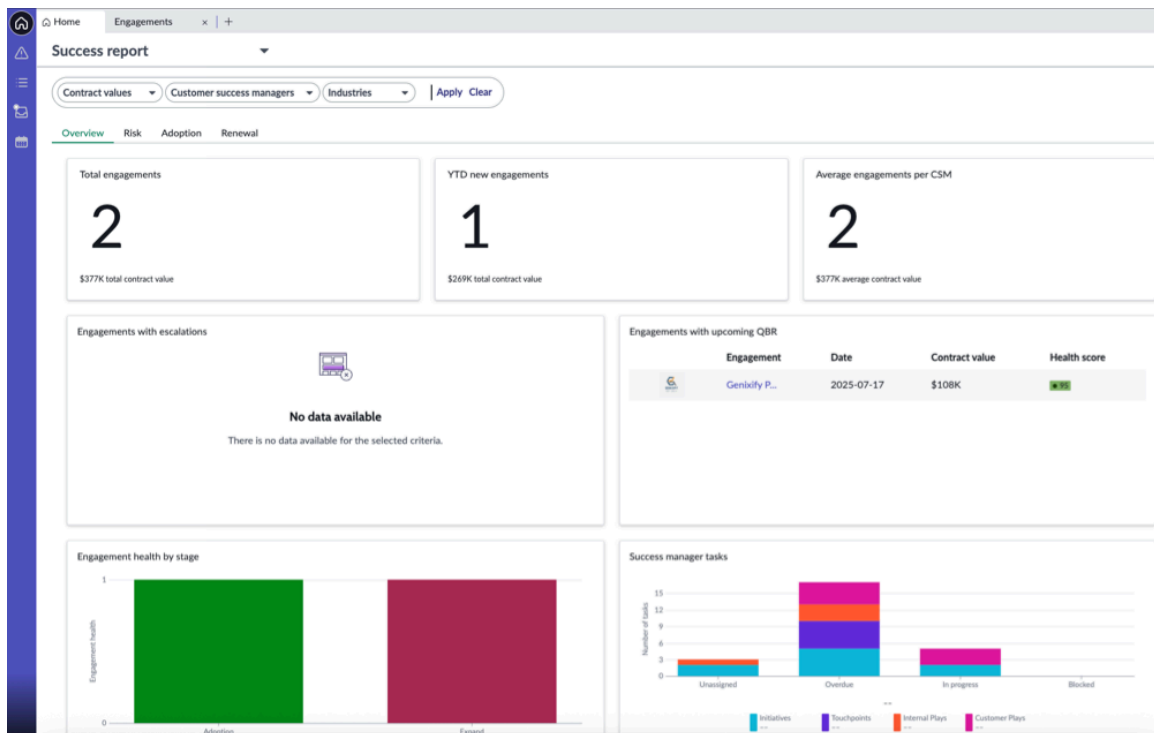 Home
Engagements
×
+
Success report
Contract values
Customer success managers
Industries
Apply
Clear
Overview
Risk
Adoption
Renewal
Total engagements
2
$377K total contract value
YTD new engagements
1
$269K total contract value
Average engagements per CSM
2
$377K average contract value
Engagements with escalations
No data available
There is no data available for the selected criteria.
Engagements with upcoming QBR
Engagement Date Contract value Health score
Genixify P... 2025-07-17 $108K 95
Engagement health by stage
1
Engagement health
0
Adoption
Expand
Success manager tasks
15
12
9
6
3
0
Number of tasks
Unassigned
Overdue
In progress
Blocked
--
Initiatives
--
Touchpoints
--
Internal Plays
--
Customer Plays
--